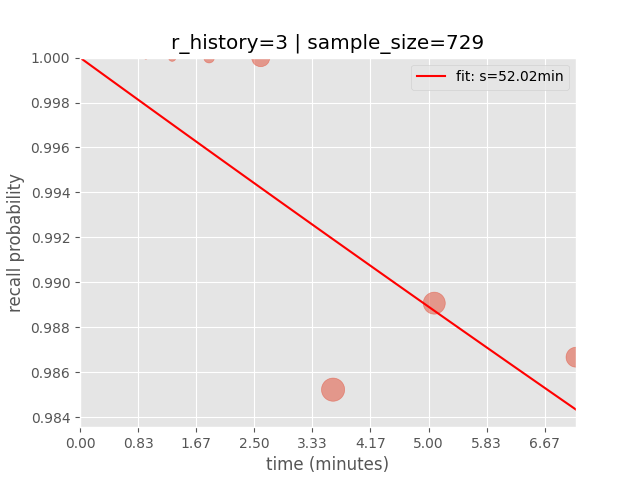 r_history=3 | sample_size=729
fit: s=52.02min
recall probability
1.000
0.998
0.996
0.994
0.992
0.990
0.988
0.986
0.984
0.00 0.83 1.67 2.50 3.33 4.17 5.00 5.83 6.67
time (minutes)